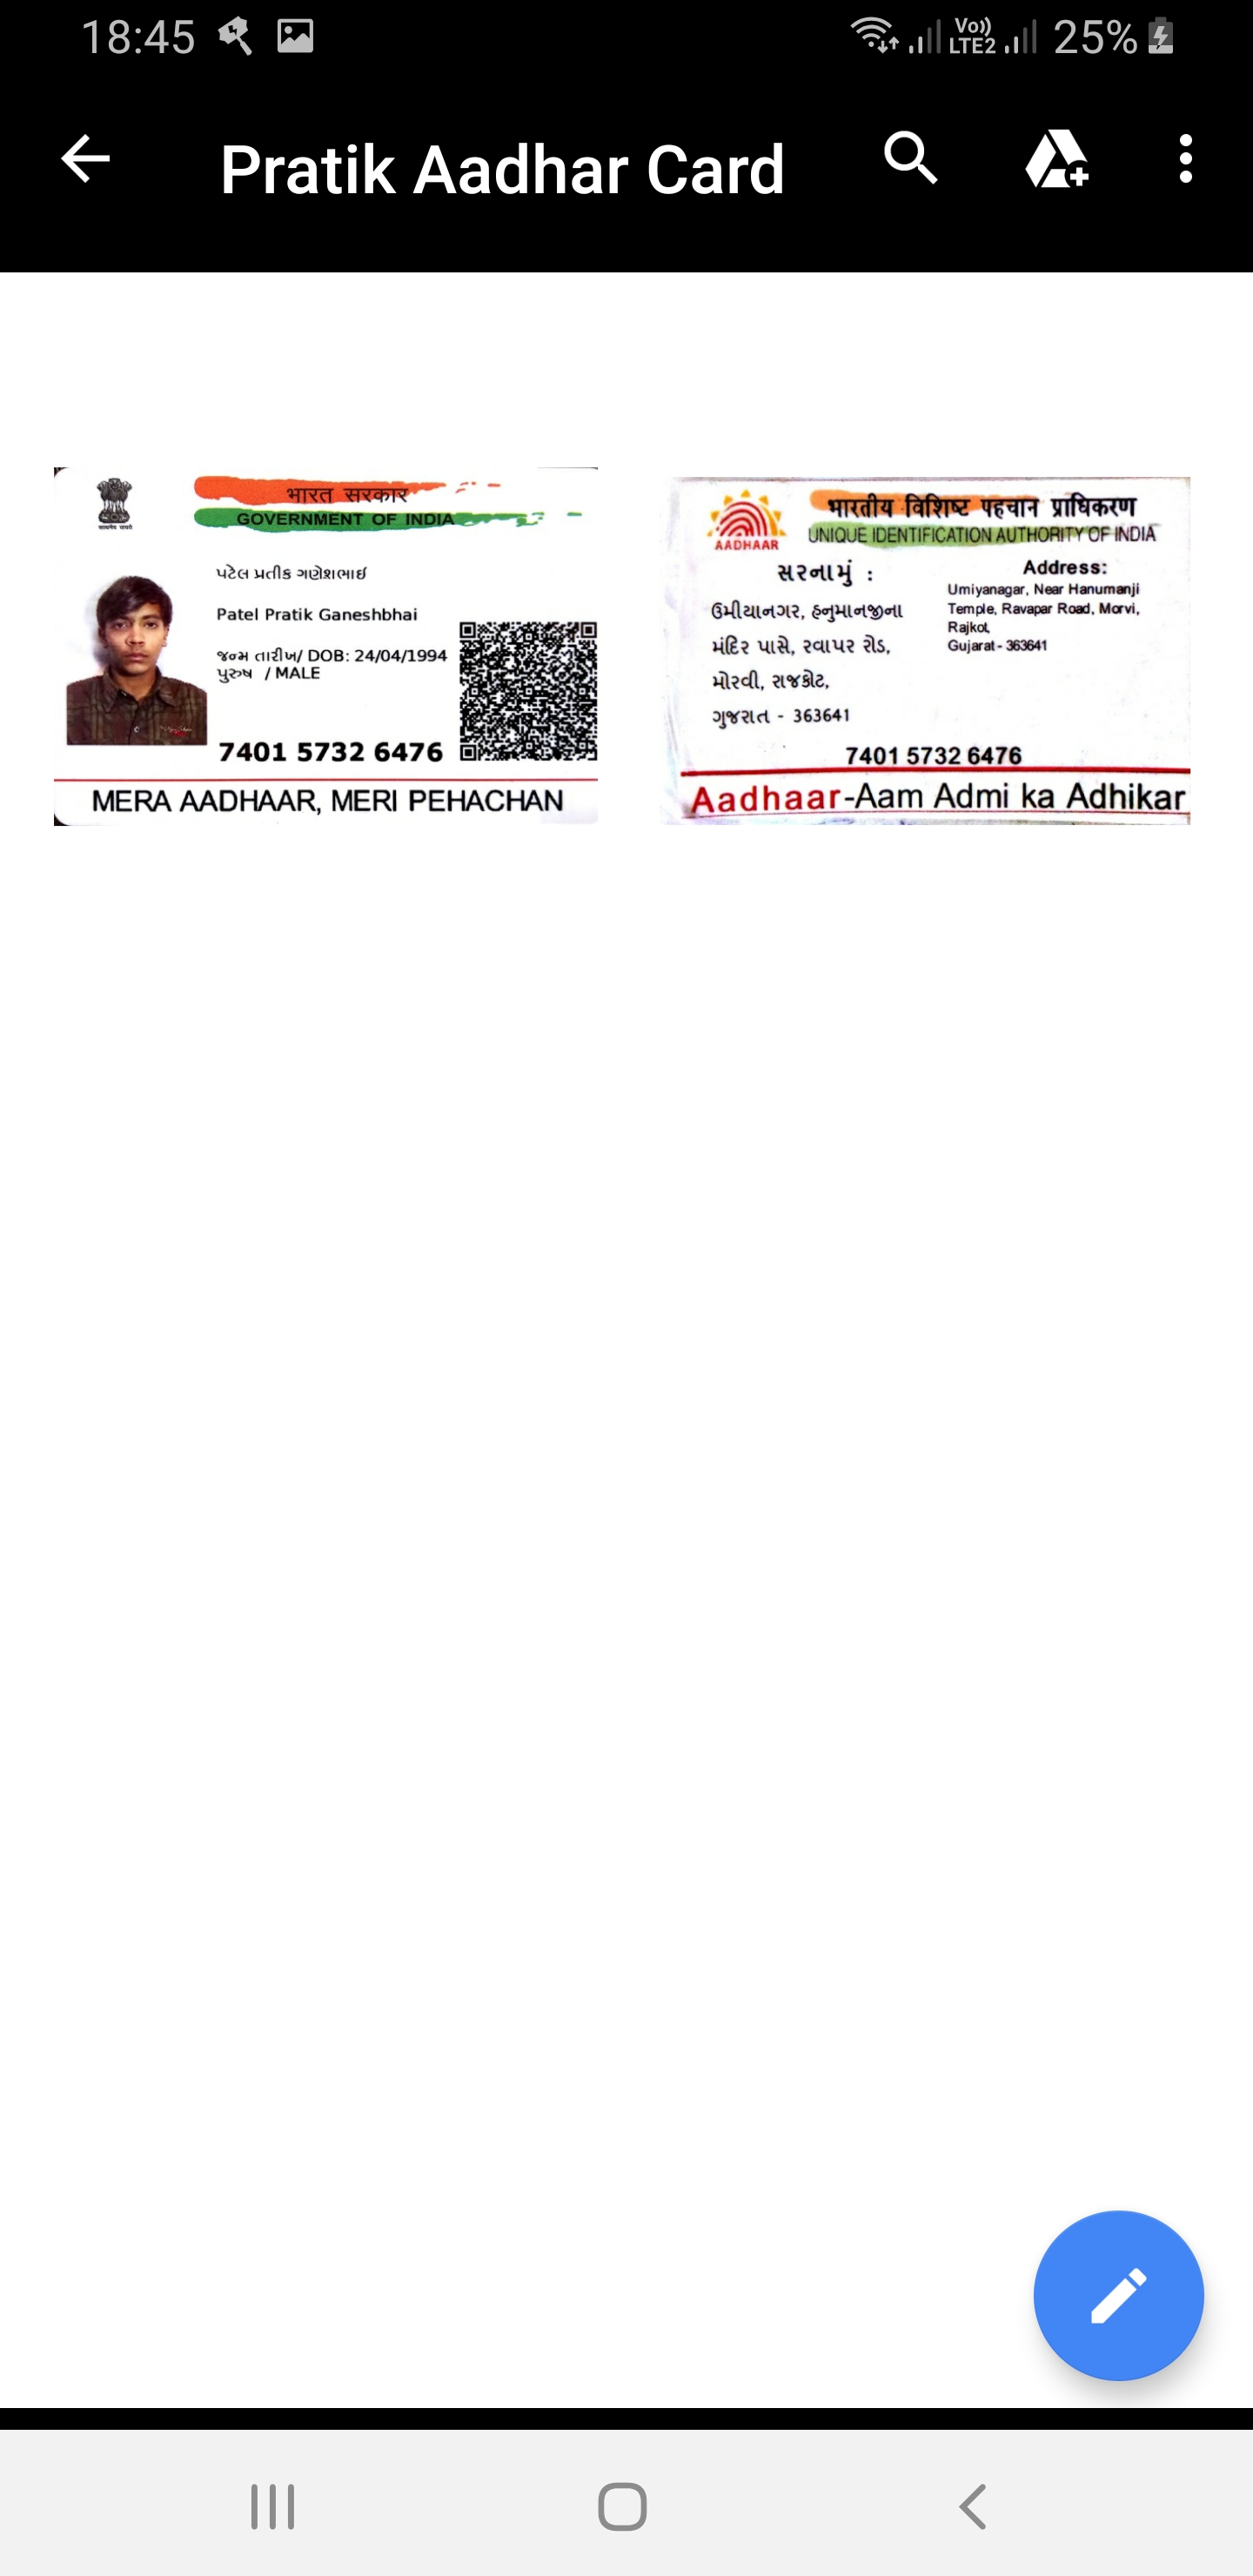 18:45
Vo)) LTE2 25%
Pratik Aadhar Card
भारत सरकार
GOVERNMENT OF INDIA
પટેલ પ્રતીક ગણેશભાઈ
Patel Pratik Ganeshbhai
જન્મ તારીખ/ DOB: 24/04/1994
પુરુષ / MALE
7401 5732 6476
MERA AADHAAR, MERI PEHACHAN
AADHAAR
भारतीय विशिष्ट पहचान प्राधिकरण
UNIQUE IDENTIFICATION AUTHORITY OF INDIA
સરનામું :
ઉમીયાનગર, હનુમાનજીના
મંદિર પાસે, રવાપર રોડ,
મોરવી, રાજકોટ,
ગુજરાત - 363641
Address:
Umiyanagar, Near Hanumanji
Temple, Ravapar Road, Morvi,
Rajkot,
Gujarat - 363641
7401 5732 6476
Aadhaar-Aam Admi ka Adhikar